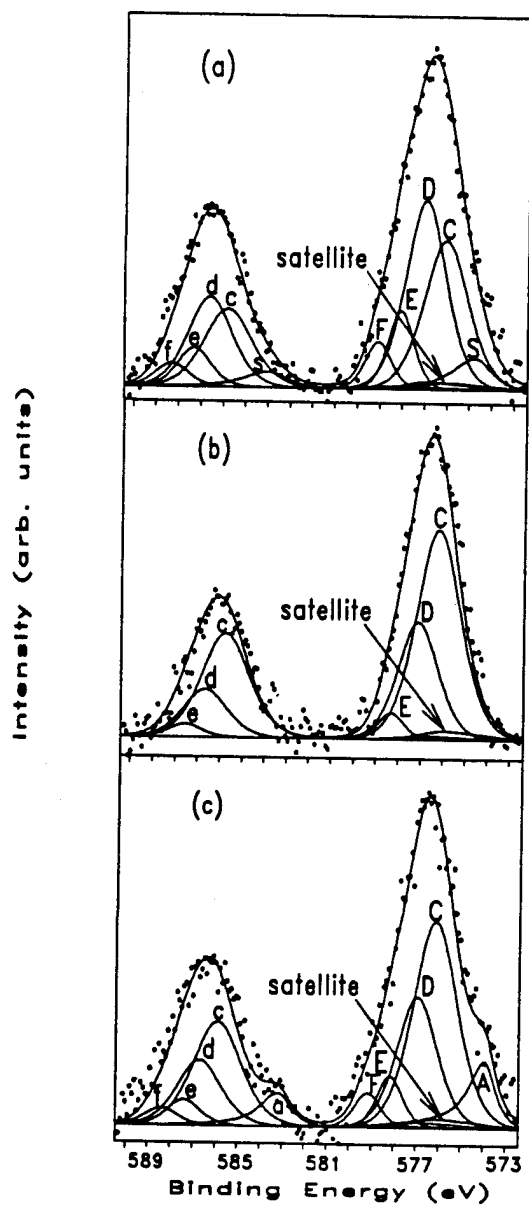 (a)
D
C
satellite
d
c
E
F
S
e
f
s
(b)
C
c
satellite
D
d
E
e
(c)
C
satellite
D
c
d
E
F
A
e
f
a
589 585 581 577 573
Binding Energy (eV)
Intensity (arb. units)